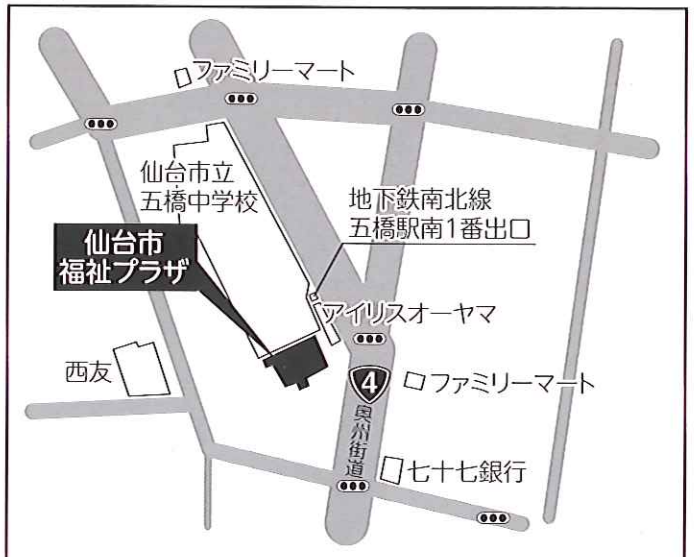 ファミリーマート
仙台市立
五橋中学校
地下鉄南北線
五橋駅南1番出口
仙台市
福祉プラザ
アイリスオーヤマ
西友
4
ファミリーマート
奥州街道
七十七銀行